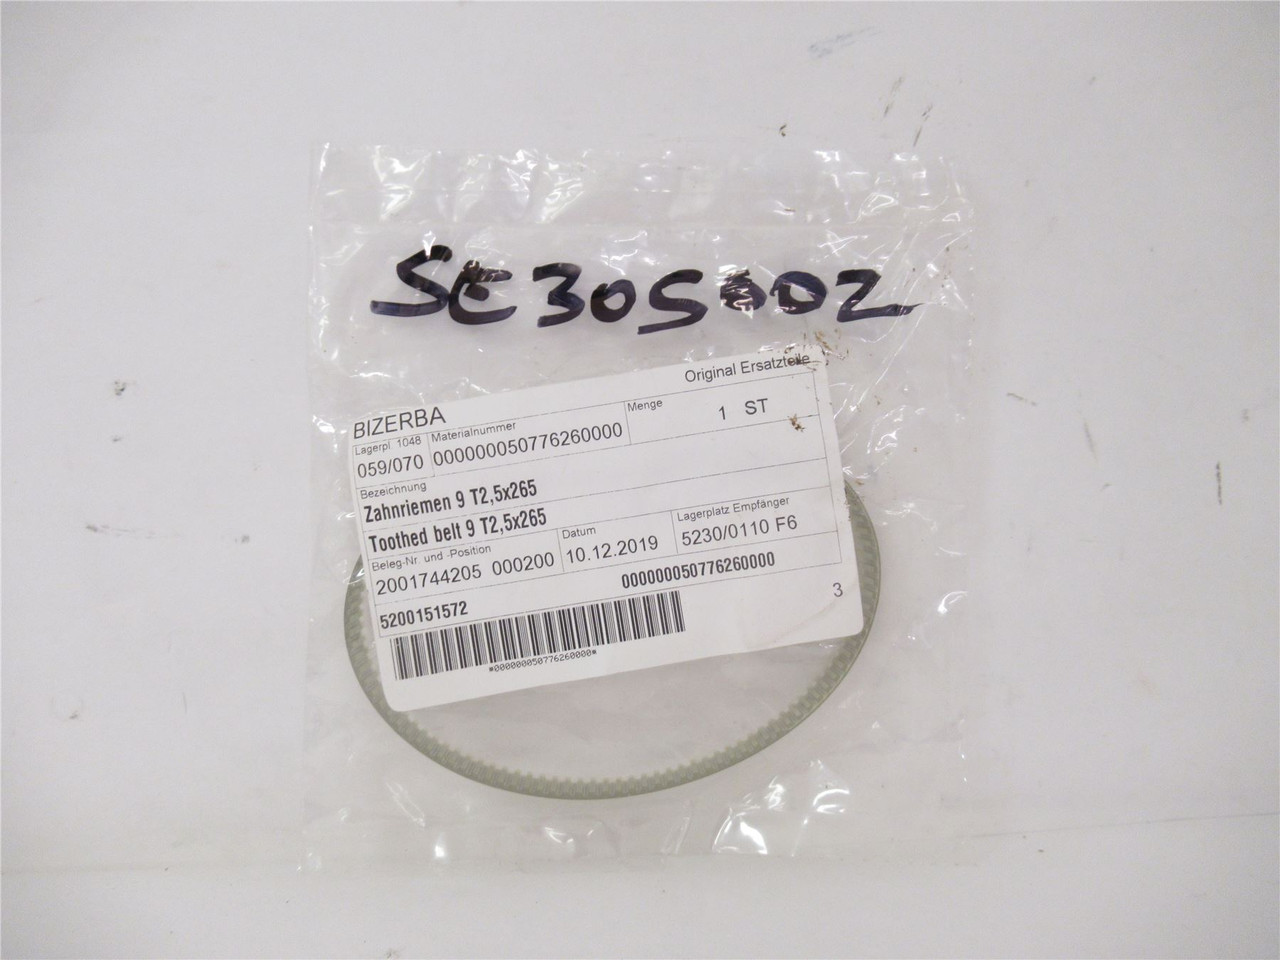 SE305002
Original Ersatzteile
BIZERBA
Lagerpl 1048 Materialnummer Menge
059/070 000000050776260000 1 ST
Bezeichnung
Zahnriemen 9 T2,5x265
Toothed belt 9 T2,5x265
Beleg-Nr und -Position Datum Lagerplatz Empfänger
2001744205 000200 10.12.2019 5230/0110 F6
5200151572 000000050776260000
3
*000000050776260000*